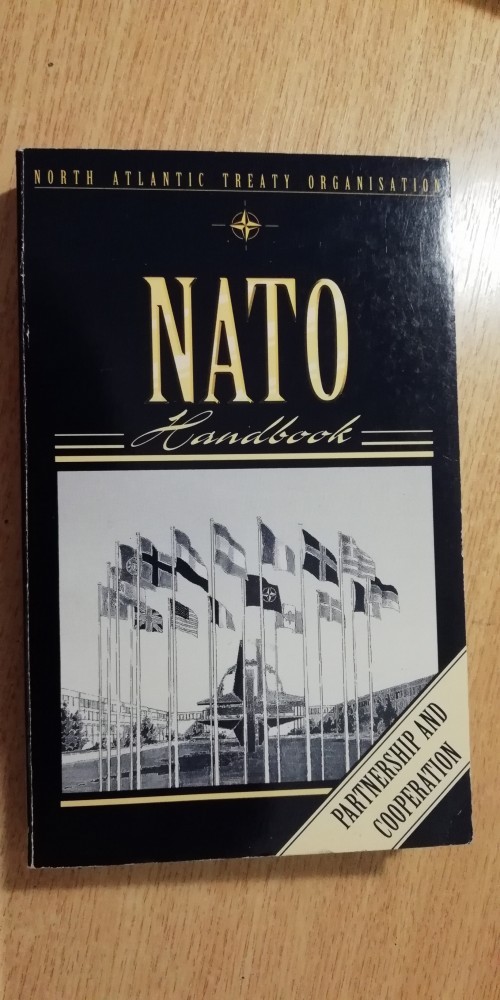 NORTH ATLANTIC TREATY ORGANISATION
NATO
Handbook
PARTNERSHIP AND
COOPERATION